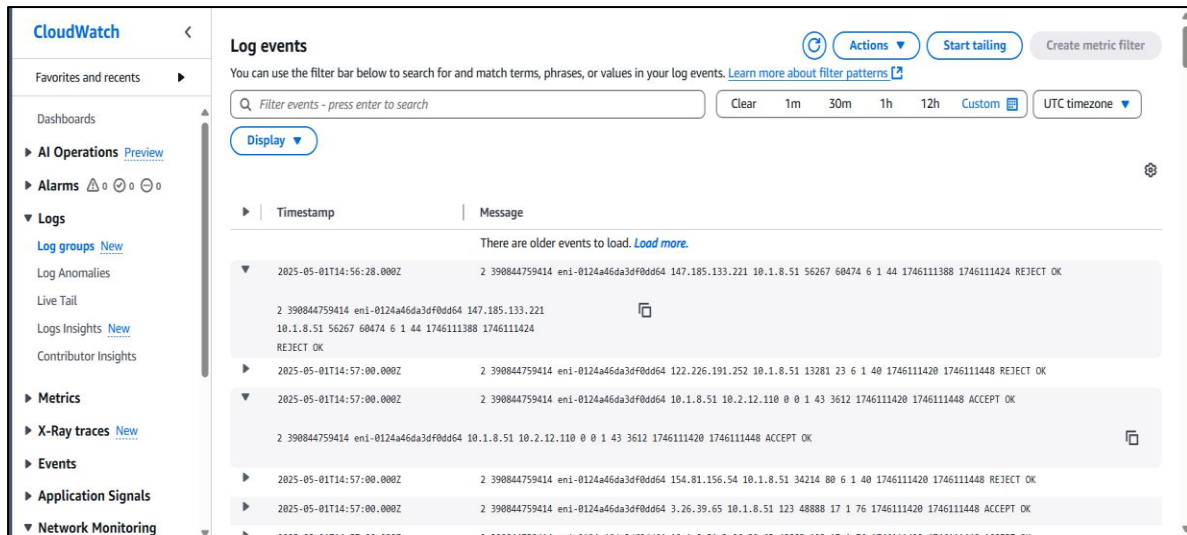 CloudWatch
Favorites and recents
Dashboards
AI Operations Preview
Alarms 0 0 0
Logs
Log groups New
Log Anomalies
Live Tail
Logs Insights New
Contributor Insights
Metrics
X-Ray traces New
Events
Application Signals
Network Monitoring
Log events
Actions
Start tailing
Create metric filter
You can use the filter bar below to search for and match terms, phrases, or values in your log events. Learn more about filter patterns
Filter events - press enter to search
Clear 1m 30m 1h 12h Custom
UTC timezone
Display
Timestamp Message
There are older events to load. Load more.
2025-05-01T14:56:28.000Z 2 390844759414 eni-0124a46da3df0dd64 147.185.133.221 10.1.8.51 56267 60474 6 1 44 1746111388 1746111424 REJECT OK
2 390844759414 eni-0124a46da3df0dd64 147.185.133.221
10.1.8.51 56267 60474 6 1 44 1746111388 1746111424
REJECT OK
2025-05-01T14:57:00.000Z 2 390844759414 eni-0124a46da3df0dd64 122.226.191.252 10.1.8.51 13281 23 6 1 40 1746111420 1746111448 REJECT OK
2025-05-01T14:57:00.000Z 2 390844759414 eni-0124a46da3df0dd64 10.1.8.51 10.2.12.110 0 0 1 43 3612 1746111420 1746111448 ACCEPT OK
2 390844759414 eni-0124a46da3df0dd64 10.1.8.51 10.2.12.110 0 0 1 43 3612 1746111420 1746111448 ACCEPT OK
2025-05-01T14:57:00.000Z 2 390844759414 eni-0124a46da3df0dd64 154.81.156.54 10.1.8.51 34214 80 6 1 40 1746111420 1746111448 REJECT OK
2025-05-01T14:57:00.000Z 2 390844759414 eni-0124a46da3df0dd64 3.26.39.65 10.1.8.51 123 48888 17 1 76 1746111420 1746111448 ACCEPT OK